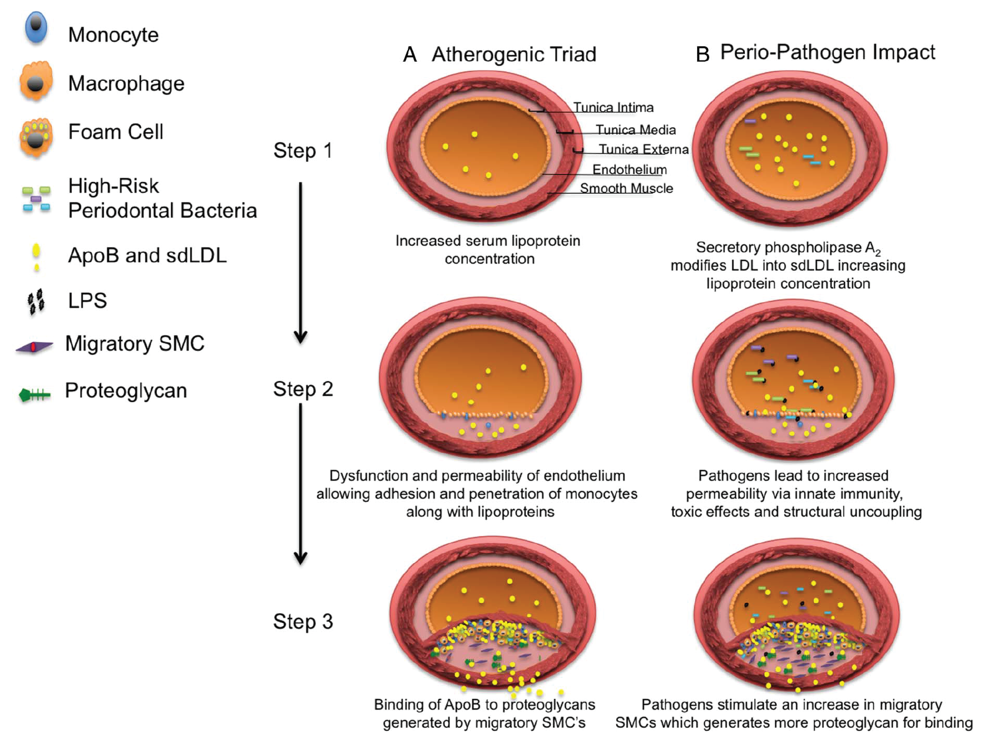 Monocyte
Macrophage
Foam Cell
High-Risk
Periodontal Bacteria
ApoB and sdLDL
LPS
Migratory SMC
Proteoglycan
Step 1
Step 2
Step 3
A Atherogenic Triad
Tunica Intima
Tunica Media
Tunica Externa
Endothelium
Smooth Muscle
Increased serum lipoprotein
concentration
Dysfunction and permeability of endothelium
allowing adhesion and penetration of monocytes
along with lipoproteins
Binding of ApoB to proteoglycans
generated by migratory SMC's
B Perio-Pathogen Impact
Secretory phospholipase A2
modifies LDL into sdLDL increasing
lipoprotein concentration
Pathogens lead to increased
permeability via innate immunity,
toxic effects and structural uncoupling
Pathogens stimulate an increase in migratory
SMCs which generates more proteoglycan for binding